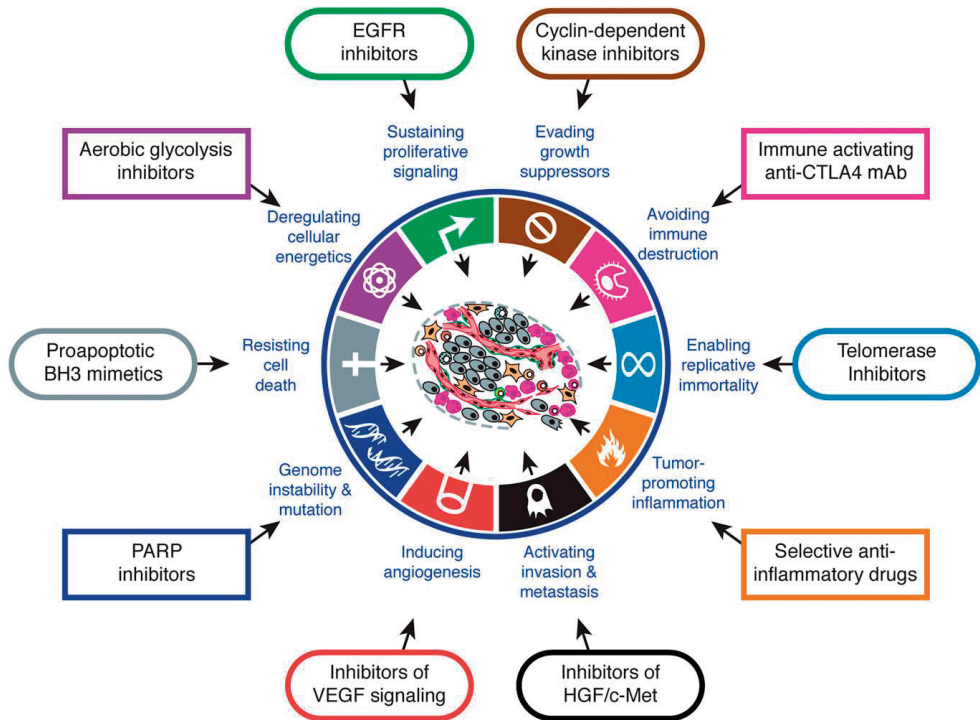 EGFR
inhibitors
Cyclin-dependent
kinase inhibitors
Sustaining
proliferative
signaling
Evading
growth
suppressors
Aerobic glycolysis
inhibitors
Immune activating
anti-CTLA4 mAb
Deregulating
cellular
energetics
Avoiding
immune
destruction
Proapoptotic
BH3 mimetics
Resisting
cell
death
Enabling
replicative
immortality
Telomerase
Inhibitors
Genome
instability &
mutation
Tumor-
promoting
inflammation
PARP
inhibitors
Inducing
angiogenesis
Activating
invasion &
metastasis
Selective anti-
inflammatory drugs
Inhibitors of
VEGF signaling
Inhibitors of
HGF/c-Met